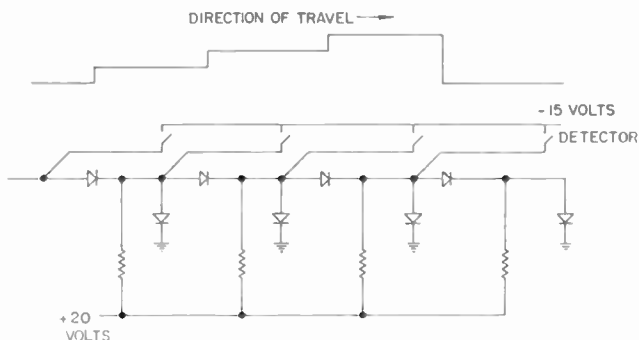 DIRECTION OF TRAVEL
-15 VOLTS
DETECTOR
+20
VOLTS